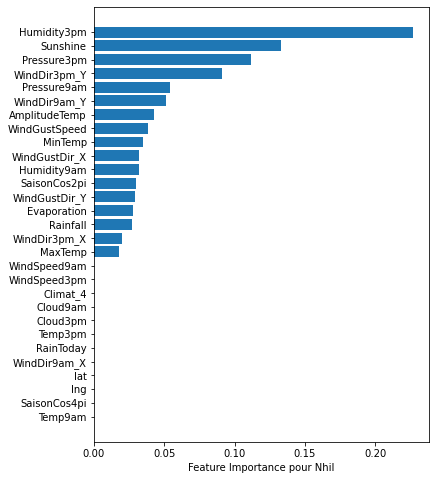 Humidity3pm
Sunshine
Pressure3pm
WindDir3pm_Y
Pressure9am
WindDir9am_Y
AmplitudeTemp
WindGustSpeed
MinTemp
WindGustDir_X
Humidity9am
SaisonCos2pi
WindGustDir_Y
Evaporation
Rainfall
WindDir3pm_X
MaxTemp
WindSpeed9am
WindSpeed3pm
Climat_4
Cloud9am
Cloud3pm
Temp3pm
RainToday
WindDir9am_X
lat
lng
SaisonCos4pi
Temp9am
0.00 0.05 0.10 0.15 0.20
Feature Importance pour Nhil